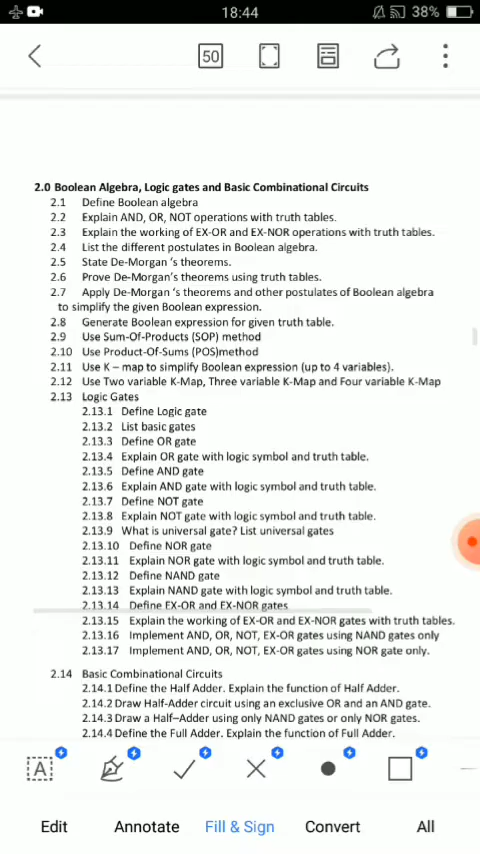 18:44
38%
50
2.0 Boolean Algebra, Logic gates and Basic Combinational Circuits
2.1 Define Boolean algebra
2.2 Explain AND, OR, NOT operations with truth tables.
2.3 Explain the working of EX-OR and EX-NOR operations with truth tables.
2.4 List the different postulates in Boolean algebra.
2.5 State De-Morgan 's theorems.
2.6 Prove De-Morgan's theorems using truth tables.
2.7 Apply De-Morgan 's theorems and other postulates of Boolean algebra
to simplify the given Boolean expression.
2.8 Generate Boolean expression for given truth table.
2.9 Use Sum-Of-Products (SOP) method
2.10 Use Product-Of-Sums (POS)method
2.11 Use K – map to simplify Boolean expression (up to 4 variables).
2.12 Use Two variable K-Map, Three variable K-Map and Four variable K-Map
2.13 Logic Gates
2.13.1 Define Logic gate
2.13.2 List basic gates
2.13.3 Define OR gate
2.13.4 Explain OR gate with logic symbol and truth table.
2.13.5 Define AND gate
2.13.6 Explain AND gate with logic symbol and truth table.
2.13.7 Define NOT gate
2.13.8 Explain NOT gate with logic symbol and truth table.
2.13.9 What is universal gate? List universal gates
2.13.10 Define NOR gate
2.13.11 Explain NOR gate with logic symbol and truth table.
2.13.12 Define NAND gate
2.13.13 Explain NAND gate with logic symbol and truth table.
2.13.14 Define EX-OR and EX-NOR gates
2.13.15 Explain the working of EX-OR and EX-NOR gates with truth tables.
2.13.16 Implement AND, OR, NOT, EX-OR gates using NAND gates only
2.13.17 Implement AND, OR, NOT, EX-OR gates using NOR gate only.
2.14 Basic Combinational Circuits
2.14.1 Define the Half Adder. Explain the function of Half Adder.
2.14.2 Draw Half-Adder circuit using an exclusive OR and an AND gate.
2.14.3 Draw a Half–Adder using only NAND gates or only NOR gates.
2.14.4 Define the Full Adder. Explain the function of Full Adder.
A
Edit Annotate Fill & Sign Convert All